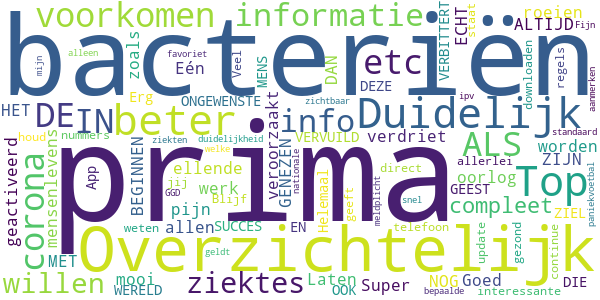 voorkomen informatie ECHT ALTIJD roeien staat Fijn
alleen favoriet zoals Eén Veel MENS DAN etc VERBITTERT regels
mijn bacteriën DEZE downloaden aanmerken
Erg ONGEWENSTE zichtbaar ipv
HET DE IN beter info Duidelijk standaard
geactiveerd houd nummers ziekten duidelijkheid veroorzaakt VERVUILD verdriet ALS worden
corona mensenlevens prima GENEZEN allerlei ZIJN
BEGINNEN welke ellende direct oorlog Top paniekvoetbal
App GGD jij werk nationale Helemaal GEEST compleet ZIEL
pijn Blijf geeft meldplicht snel
weten allen SUCCES EN telefoon update gezond continue
MET Overzichtelijk
geldt NOG
willen mooi ziektes Laten Super Goed DIE
WERELD OOK bepaalde interessante